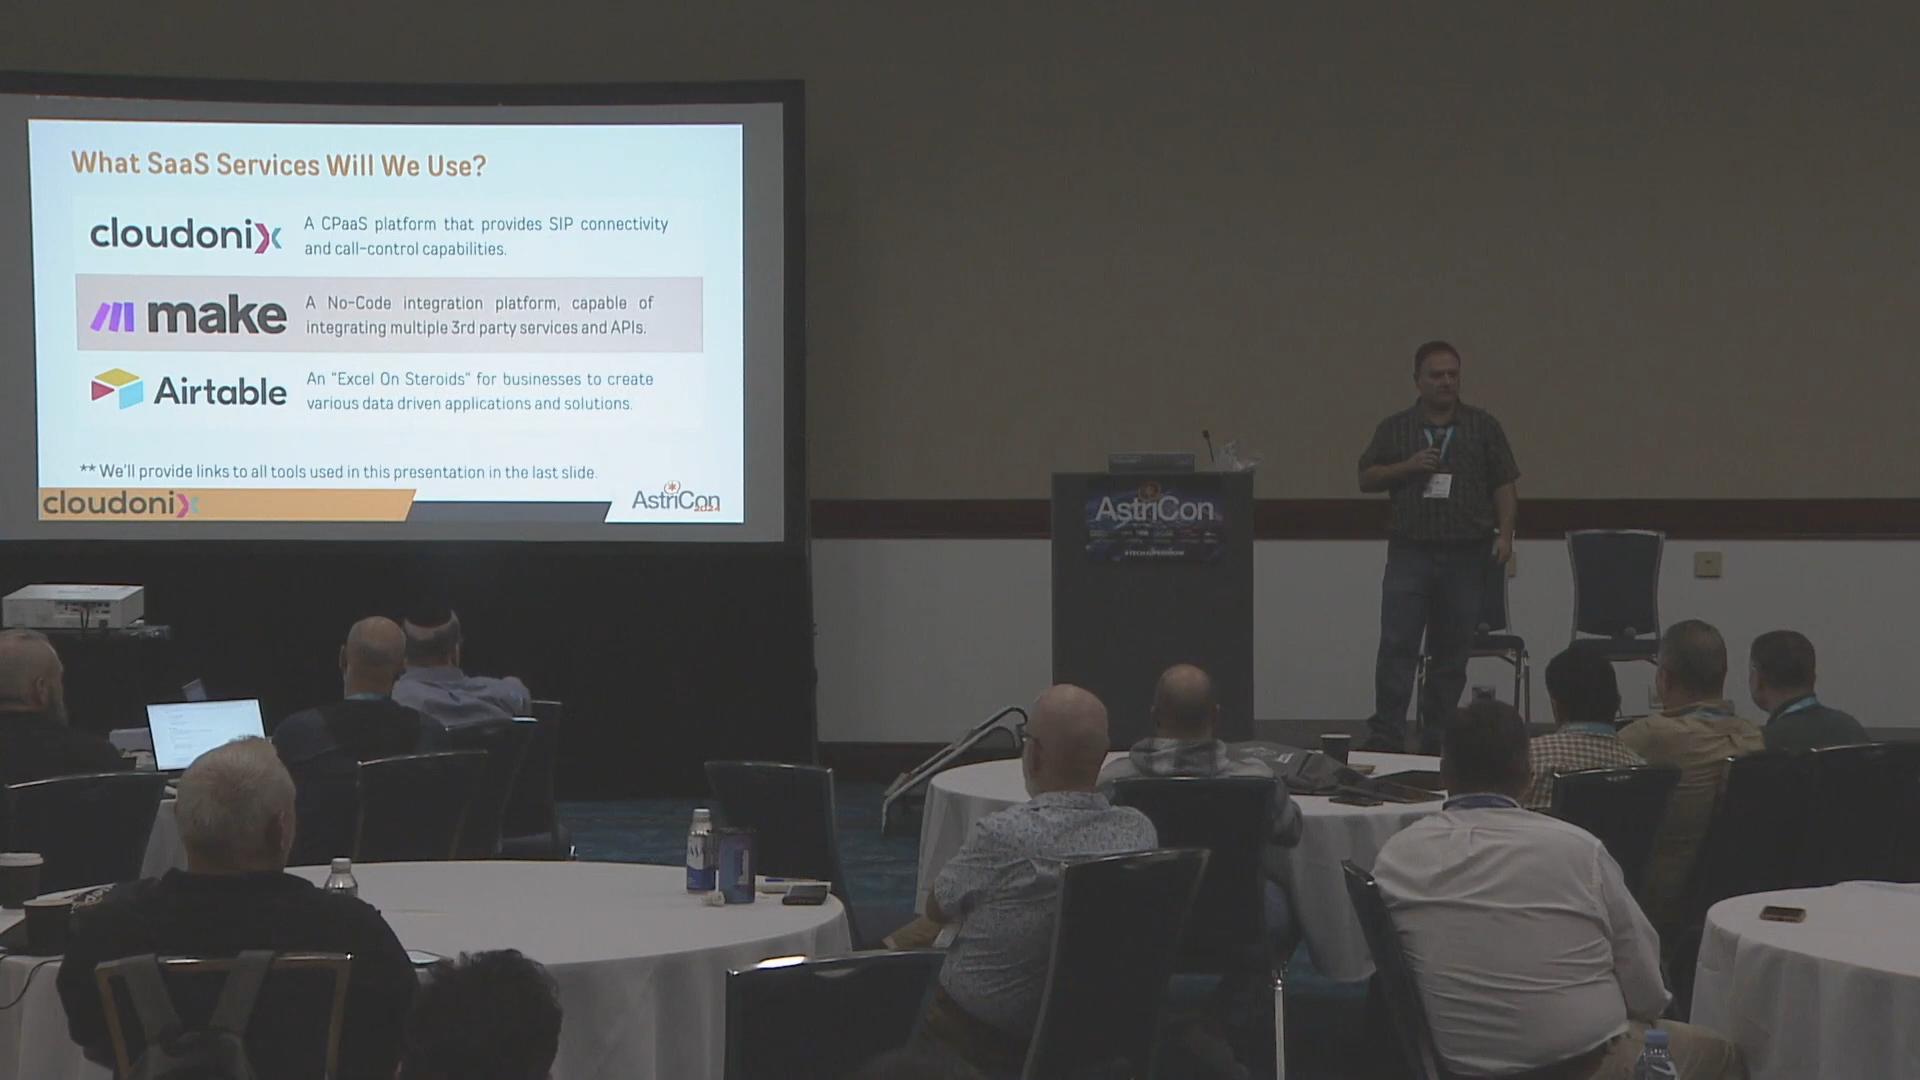 What SaaS Services Will We Use?
cloudonix
A CPaaS platform that provides SIP connectivity
and call-control capabilities.
make
A No-Code integration platform, capable of
integrating multiple 3rd party services and APIs.
Airtable
An "Excel On Steroids" for businesses to create
various data driven applications and solutions.
** We'll provide links to all tools used in this presentation in the last slide.
cloudonix
AstriCon
2024
AstriCon